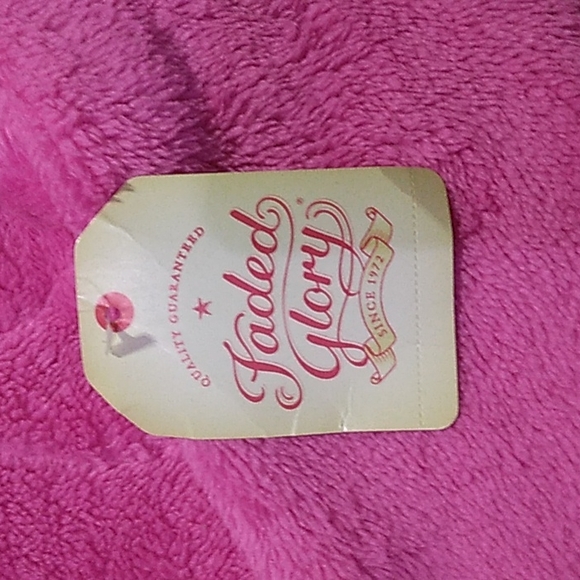 QUALITY GUARANTEED
Faded
Glory®
SINCE 1972